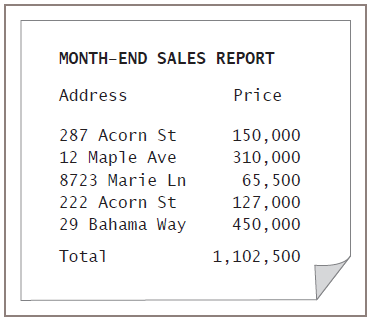 MONTH-END SALES REPORT
Address Price
287 Acorn St 150,000
12 Maple Ave 310,000
8723 Marie Ln 65,500
222 Acorn St 127,000
29 Bahama Way 450,000
Total 1,102,500